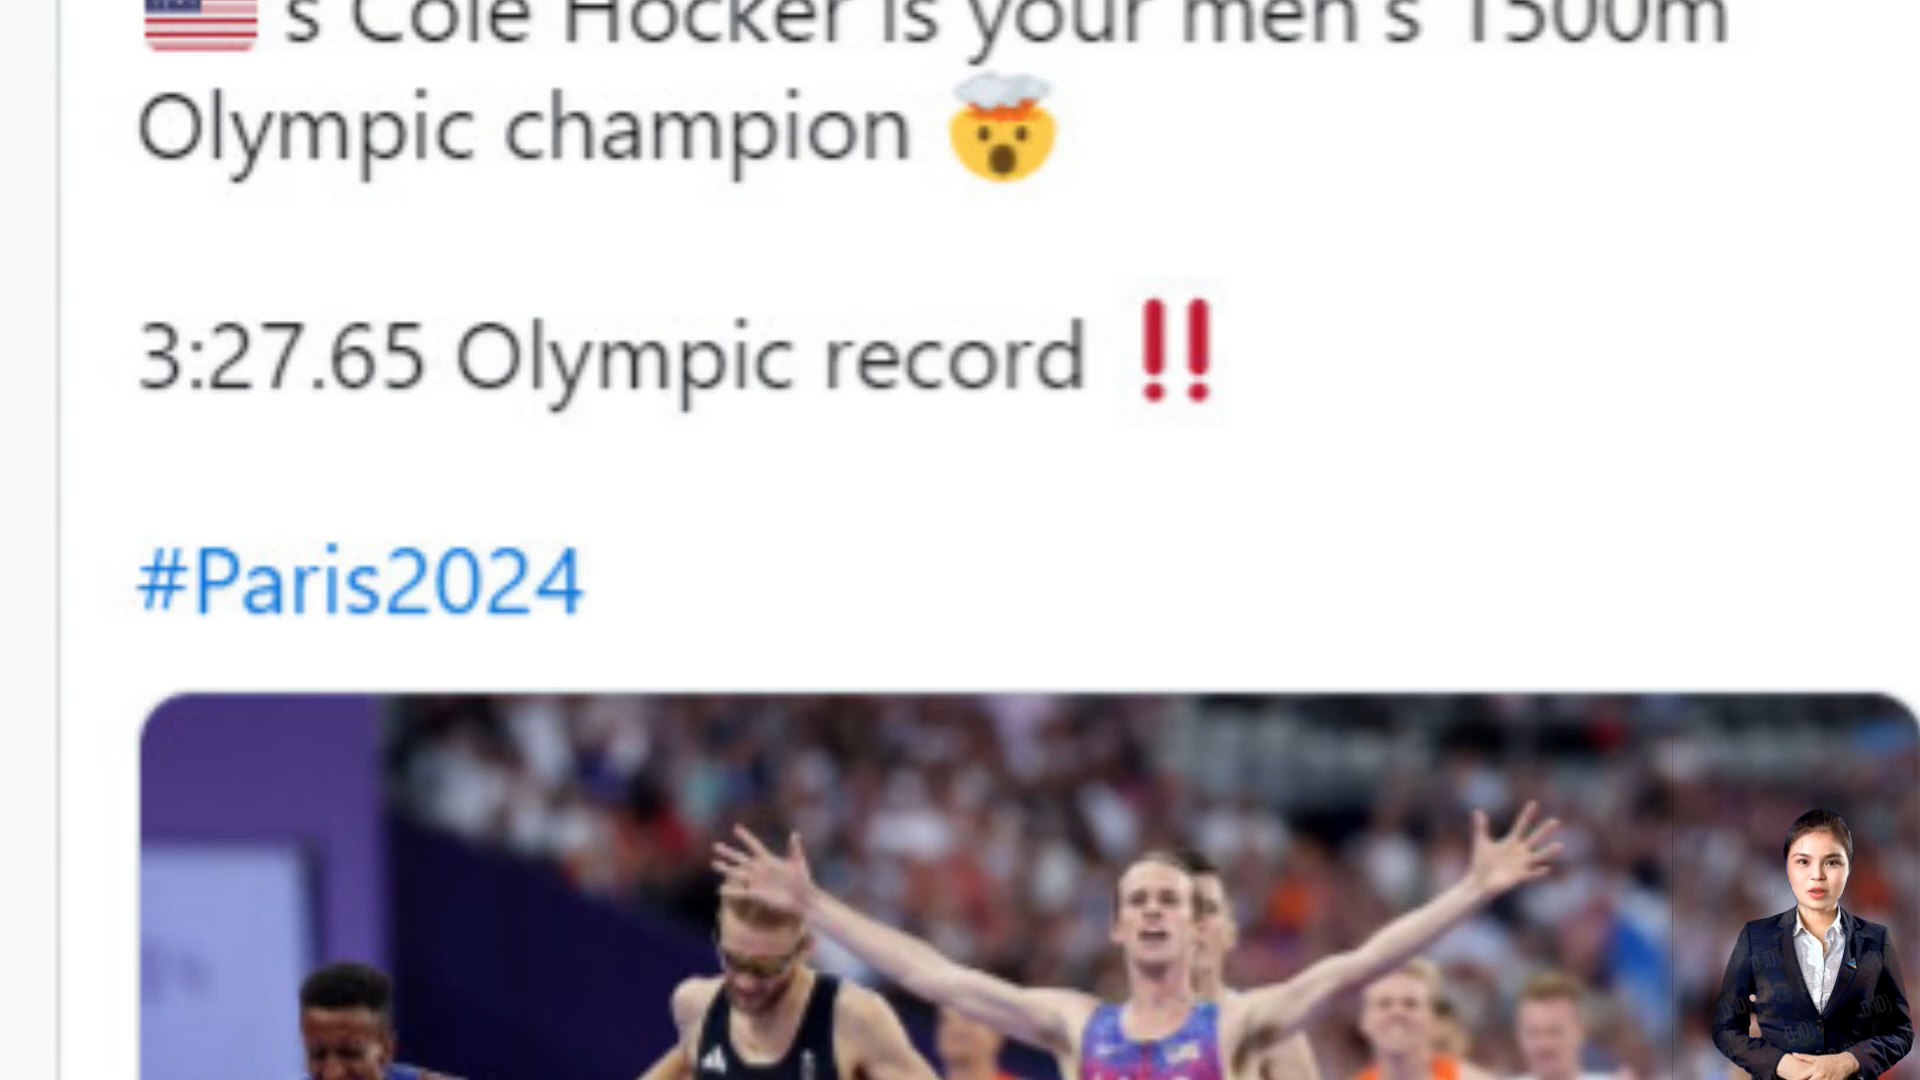 🇺🇸 's Cole Hocker is your men's 1500m
Olympic champion 🤯
3:27.65 Olympic record ‼️
#Paris2024